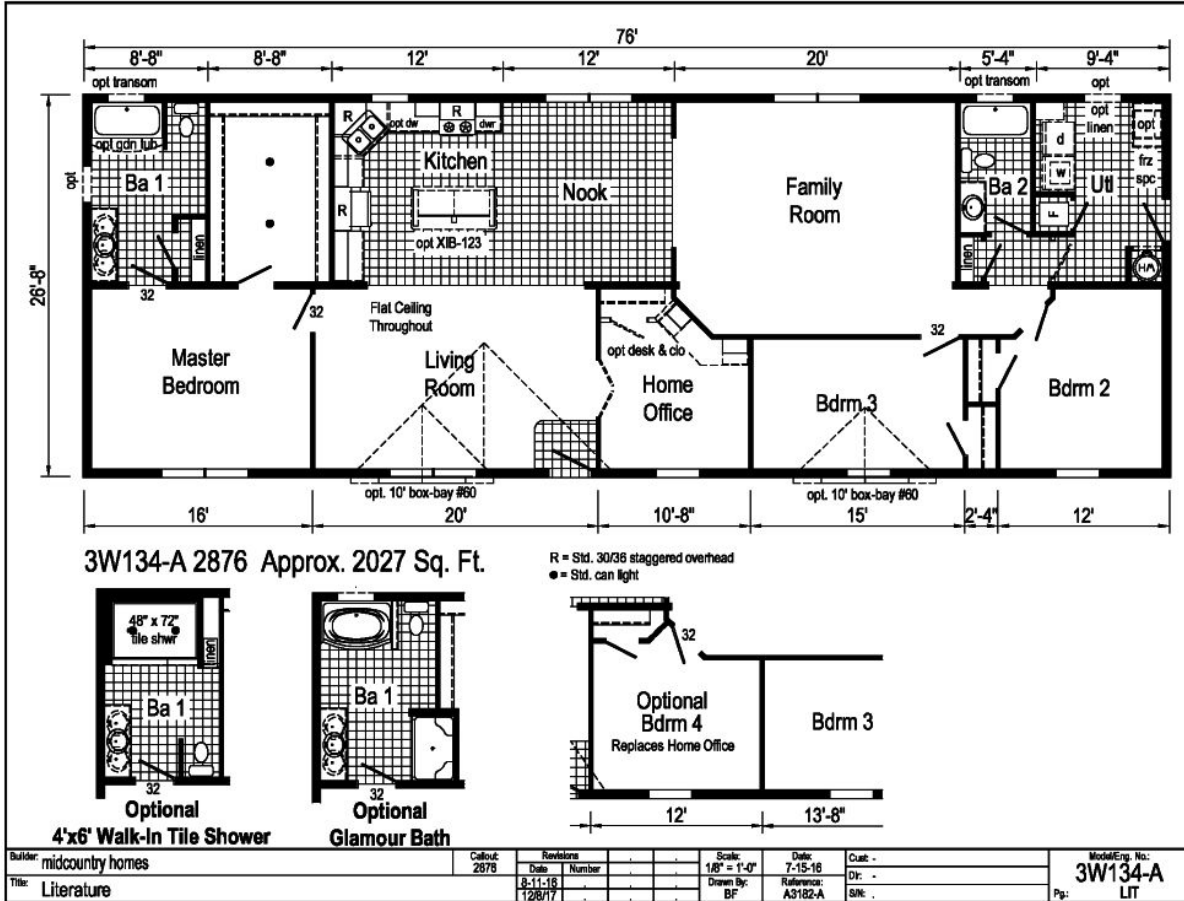 76'
8'-8"
8'-8"
12'
12'
20'
5'-4"
9'-4"
opt transom
opt transom
opt
26'-8"
opt
opt gdn tub
Ba 1
linen
32
R
opt dw
R
dwr
Kitchen
R
opt XIB-123
Nook
Family
Room
Ba 2
linen
opt
linen
d
w
Utl
opt
frz
spc
F
HW
Master
Bedroom
32
Flat Ceiling
Throughout
Living
Room
opt desk & clo
Home
Office
32
Bdrm 3
Bdrm 2
opt. 10' box-bay #60
opt. 10' box-bay #60
16'
20'
10'-8"
15'
2'-4"
12'
3W134-A 2876 Approx. 2027 Sq. Ft.
R = Std. 30/36 staggered overhead
● = Std. can light
48" x 72"
tile shwr
linen
Ba 1
32
Optional
4'x6' Walk-In Tile Shower
Ba 1
32
Optional
Glamour Bath
32
Optional
Bdrm 4
Replaces Home Office
Bdrm 3
12'
13'-8"
Builder: midcountry homes
Title: Literature
Callout:
2876
Revisions
Date Number
8-11-16
12/8/17
Scale:
1/8" = 1'-0"
Drawn By:
BF
Date:
7-15-16
Reference:
A3182-A
Cust: -
Dir: -
S/N: .
Model/Eng. No.:
3W134-A
Pg.: LIT